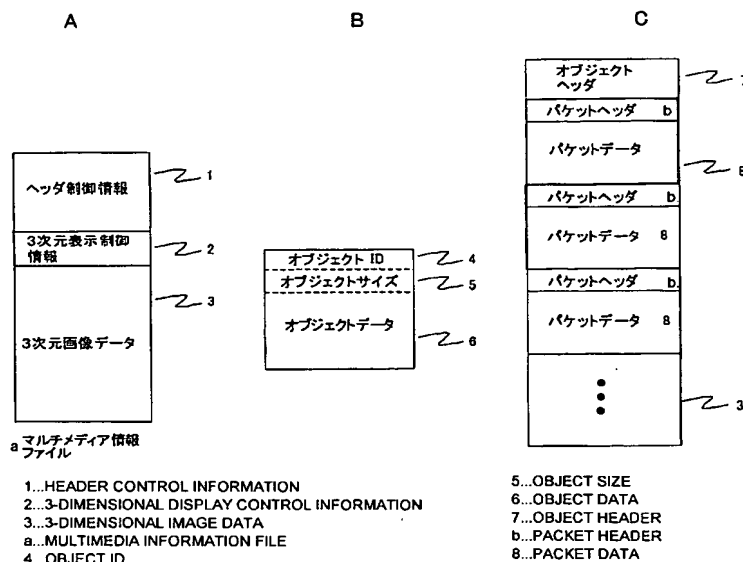 A
B
C
オブジェクト
ヘッダ
7
パケットヘッダ b
パケットデータ
8
パケットヘッダ b
パケットデータ 8
パケットヘッダ b
パケットデータ 8
3
ヘッダ制御情報
1
3次元表示制御
情報
2
3
3次元画像データ
オブジェクト ID
4
オブジェクトサイズ
5
オブジェクトデータ
6
a マルチメディア情報
ファイル
1...HEADER CONTROL INFORMATION
2...3-DIMENSIONAL DISPLAY CONTROL INFORMATION
3...3-DIMENSIONAL IMAGE DATA
a...MULTIMEDIA INFORMATION FILE
4...OBJECT ID
5...OBJECT SIZE
6...OBJECT DATA
7...OBJECT HEADER
b...PACKET HEADER
8...PACKET DATA